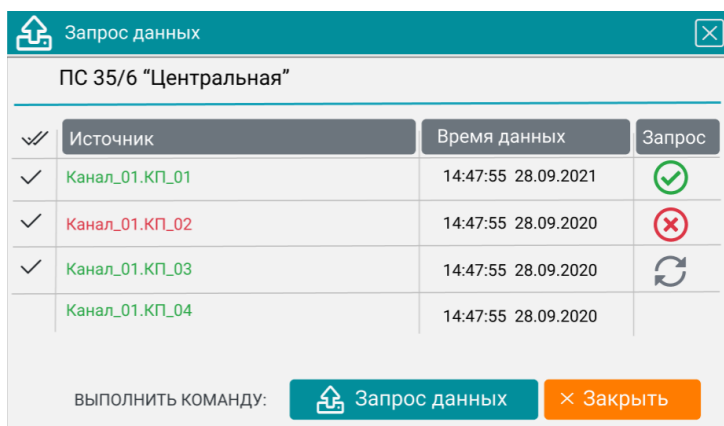 Запрос данных
ПС 35/6 “Центральная”
Источник Время данных Запрос
Канал_01.КП_01 14:47:55 28.09.2021
Канал_01.КП_02 14:47:55 28.09.2020
Канал_01.КП_03 14:47:55 28.09.2020
Канал_01.КП_04 14:47:55 28.09.2020
ВЫПОЛНИТЬ КОМАНДУ: Запрос данных × Закрыть